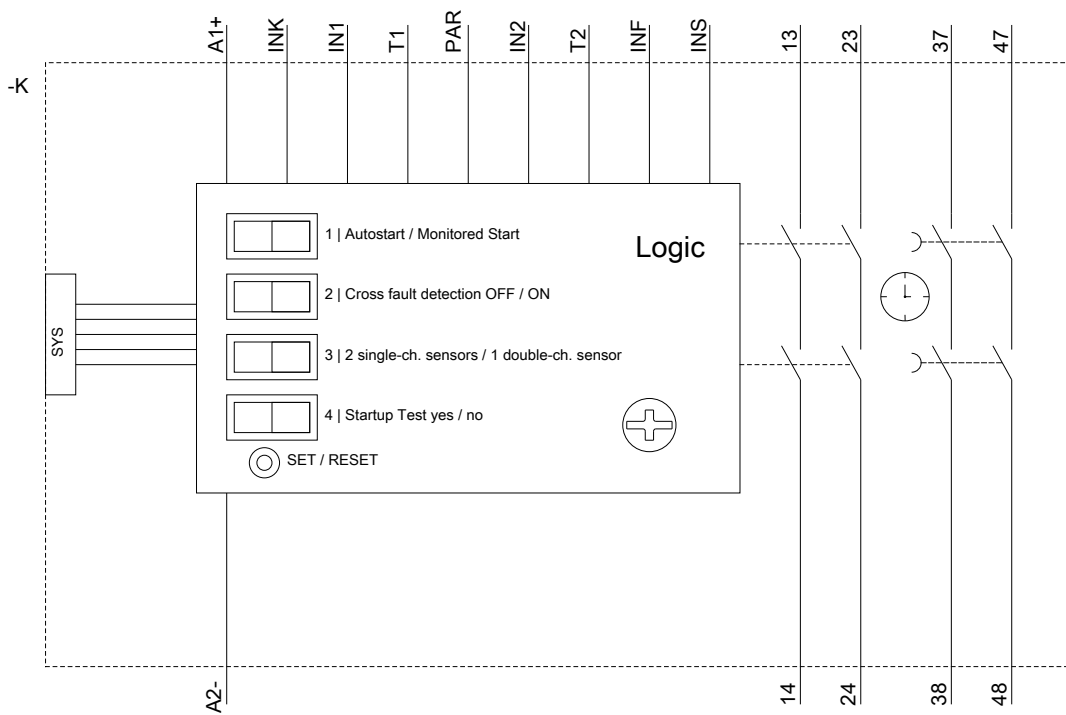 A1+
INK
IN1
T1
PAR
IN2
T2
INF
INS
13
23
37
47
-K
1 | Autostart / Monitored Start
Logic
2 | Cross fault detection OFF / ON
SYS
3 | 2 single-ch. sensors / 1 double-ch. sensor
4 | Startup Test yes / no
SET / RESET
A2-
14
24
38
48